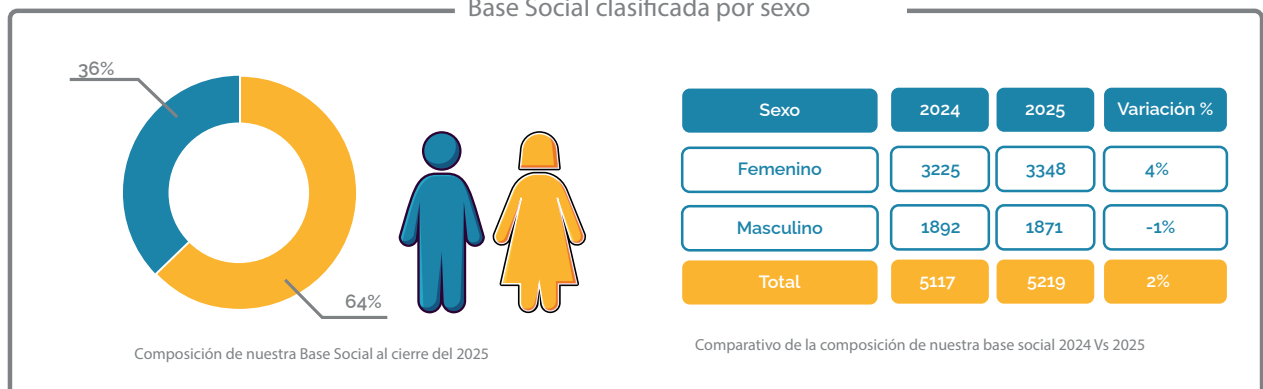 Base Social clasificada por sexo
36%
64%
Composición de nuestra Base Social al cierre del 2025
Sexo 2024 2025 Variación %
Femenino 3225 3348 4%
Masculino 1892 1871 -1%
Total 5117 5219 2%
Comparativo de la composición de nuestra base social 2024 Vs 2025